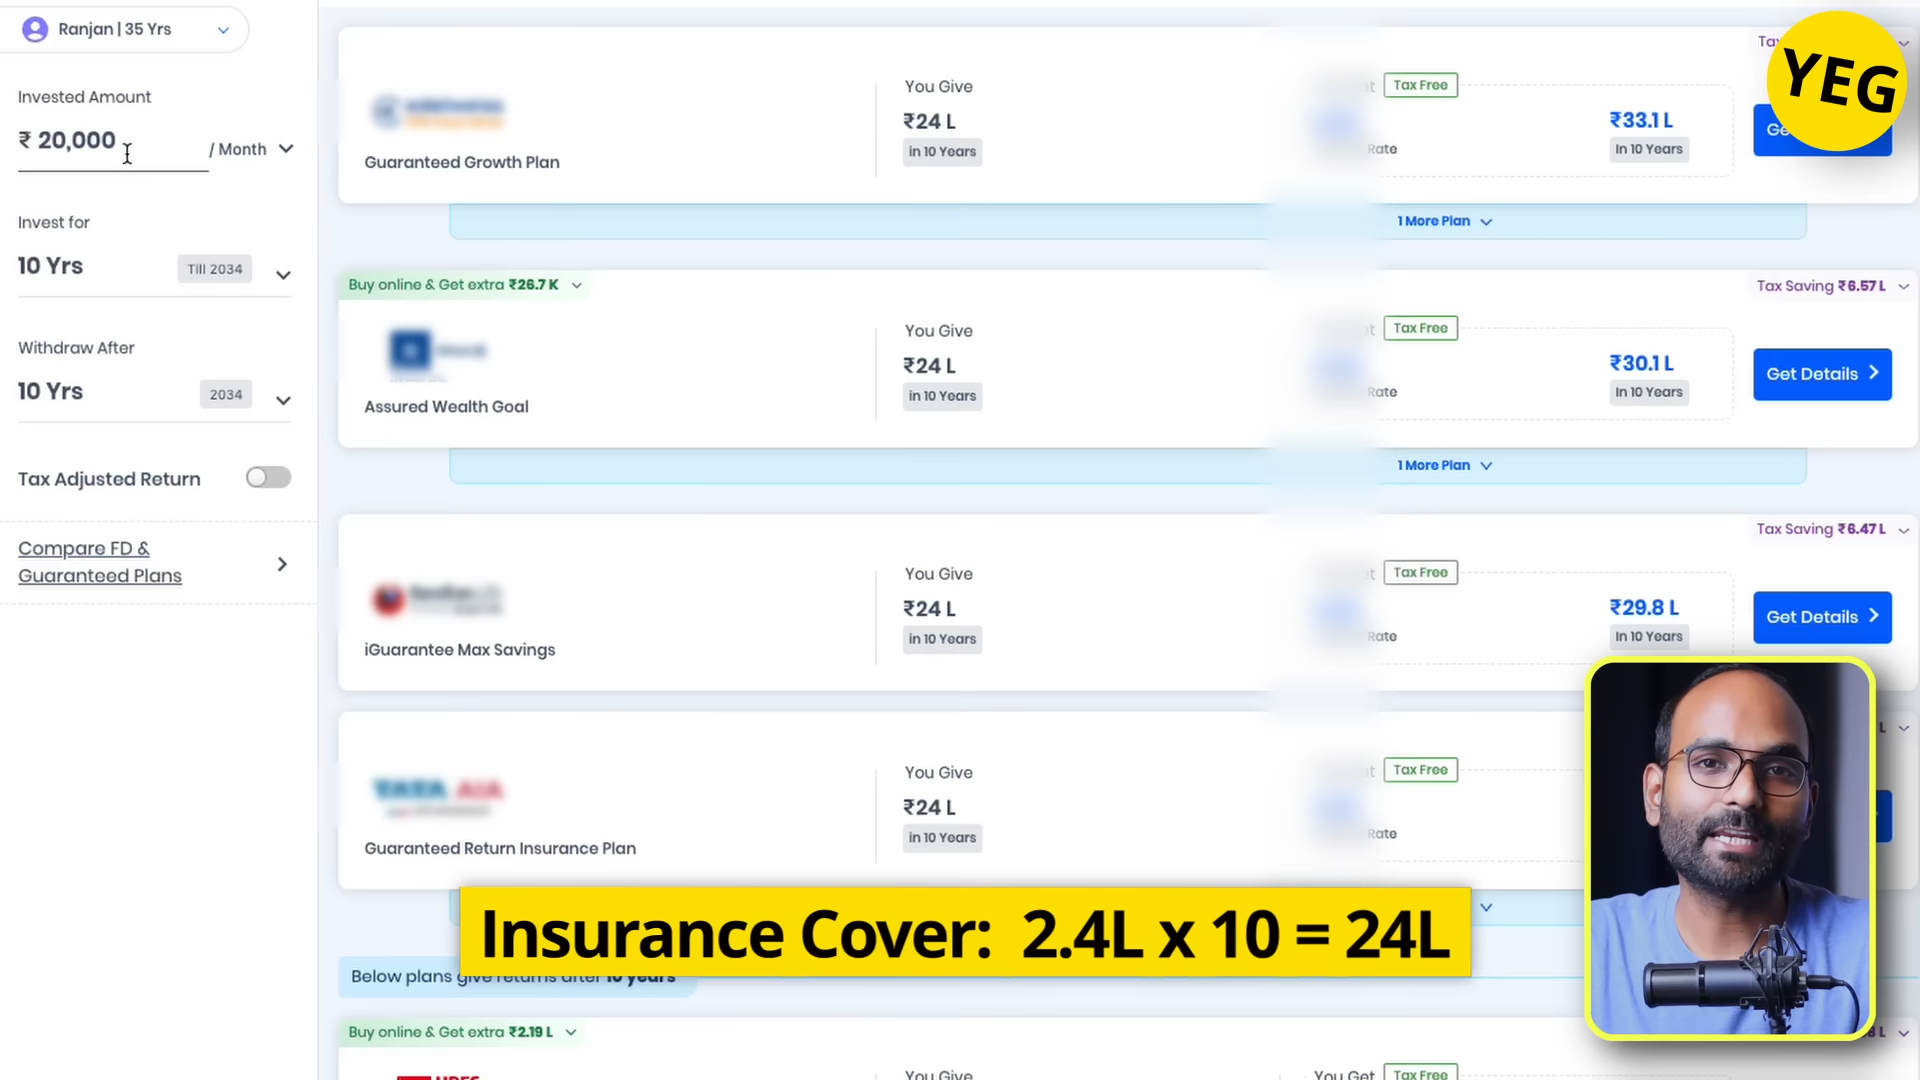 Ranjan | 35 Yrs
Invested Amount
₹ 20,000
/ Month
Invest for
10 Yrs
Till 2034
Withdraw After
10 Yrs
2034
Tax Adjusted Return
Compare FD &
Guaranteed Plans
YEG
Guaranteed Growth Plan
You Give
₹24 L
in 10 Years
Tax Free
Rate
₹33.1 L
In 10 Years
1 More Plan
Buy online & Get extra ₹26.7 K
Tax Saving ₹6.57 L
Assured Wealth Goal
You Give
₹24 L
in 10 Years
Tax Free
Rate
₹30.1 L
In 10 Years
Get Details
1 More Plan
Tax Saving ₹6.47 L
iGuarantee Max Savings
You Give
₹24 L
in 10 Years
Tax Free
Rate
₹29.8 L
In 10 Years
Get Details
TATA AIA
Guaranteed Return Insurance Plan
You Give
₹24 L
in 10 Years
Tax Free
Rate
Insurance Cover: 2.4L x 10 = 24L
Below plans give returns after 10 years
Buy online & Get extra ₹2.19 L
You Give
You Get
Tax Free